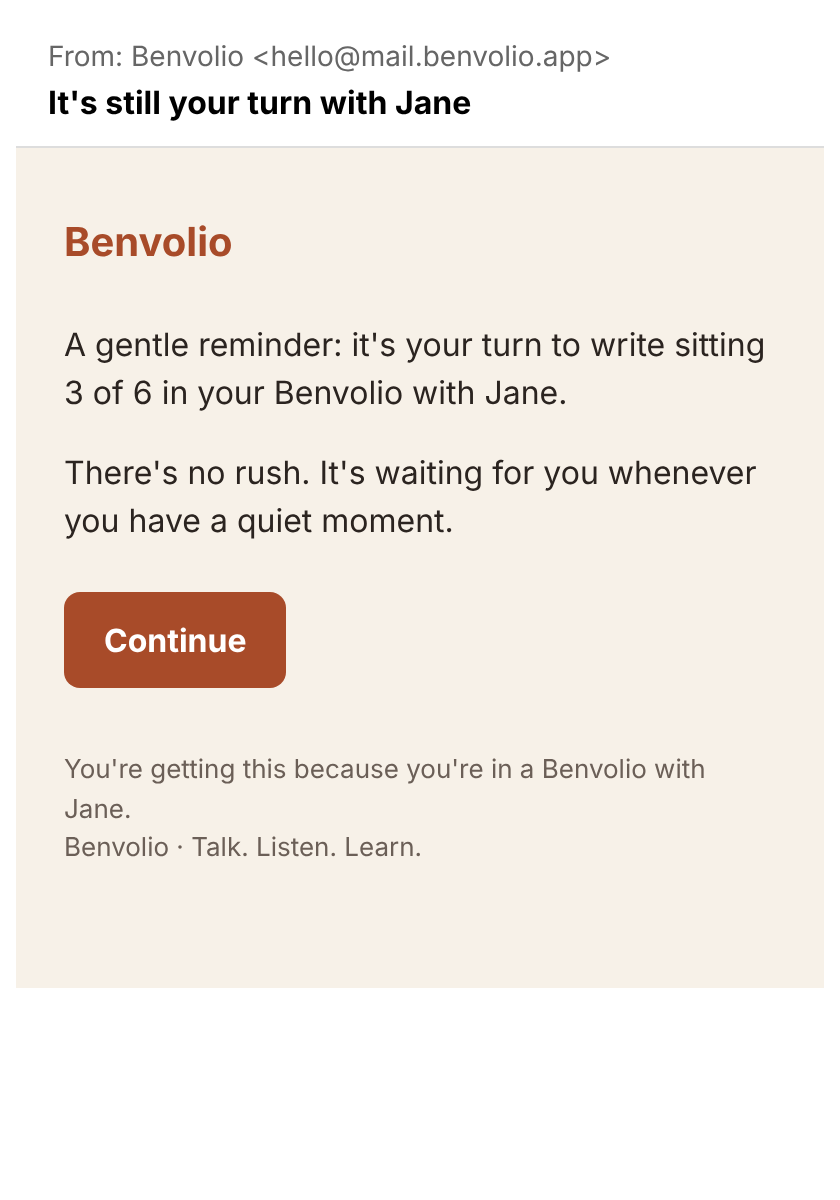 From: Benvolio <hello@mail.benvolio.app>
It's still your turn with Jane
Benvolio
A gentle reminder: it's your turn to write sitting
3 of 6 in your Benvolio with Jane.
There's no rush. It's waiting for you whenever
you have a quiet moment.
Continue
You're getting this because you're in a Benvolio with
Jane.
Benvolio · Talk. Listen. Learn.